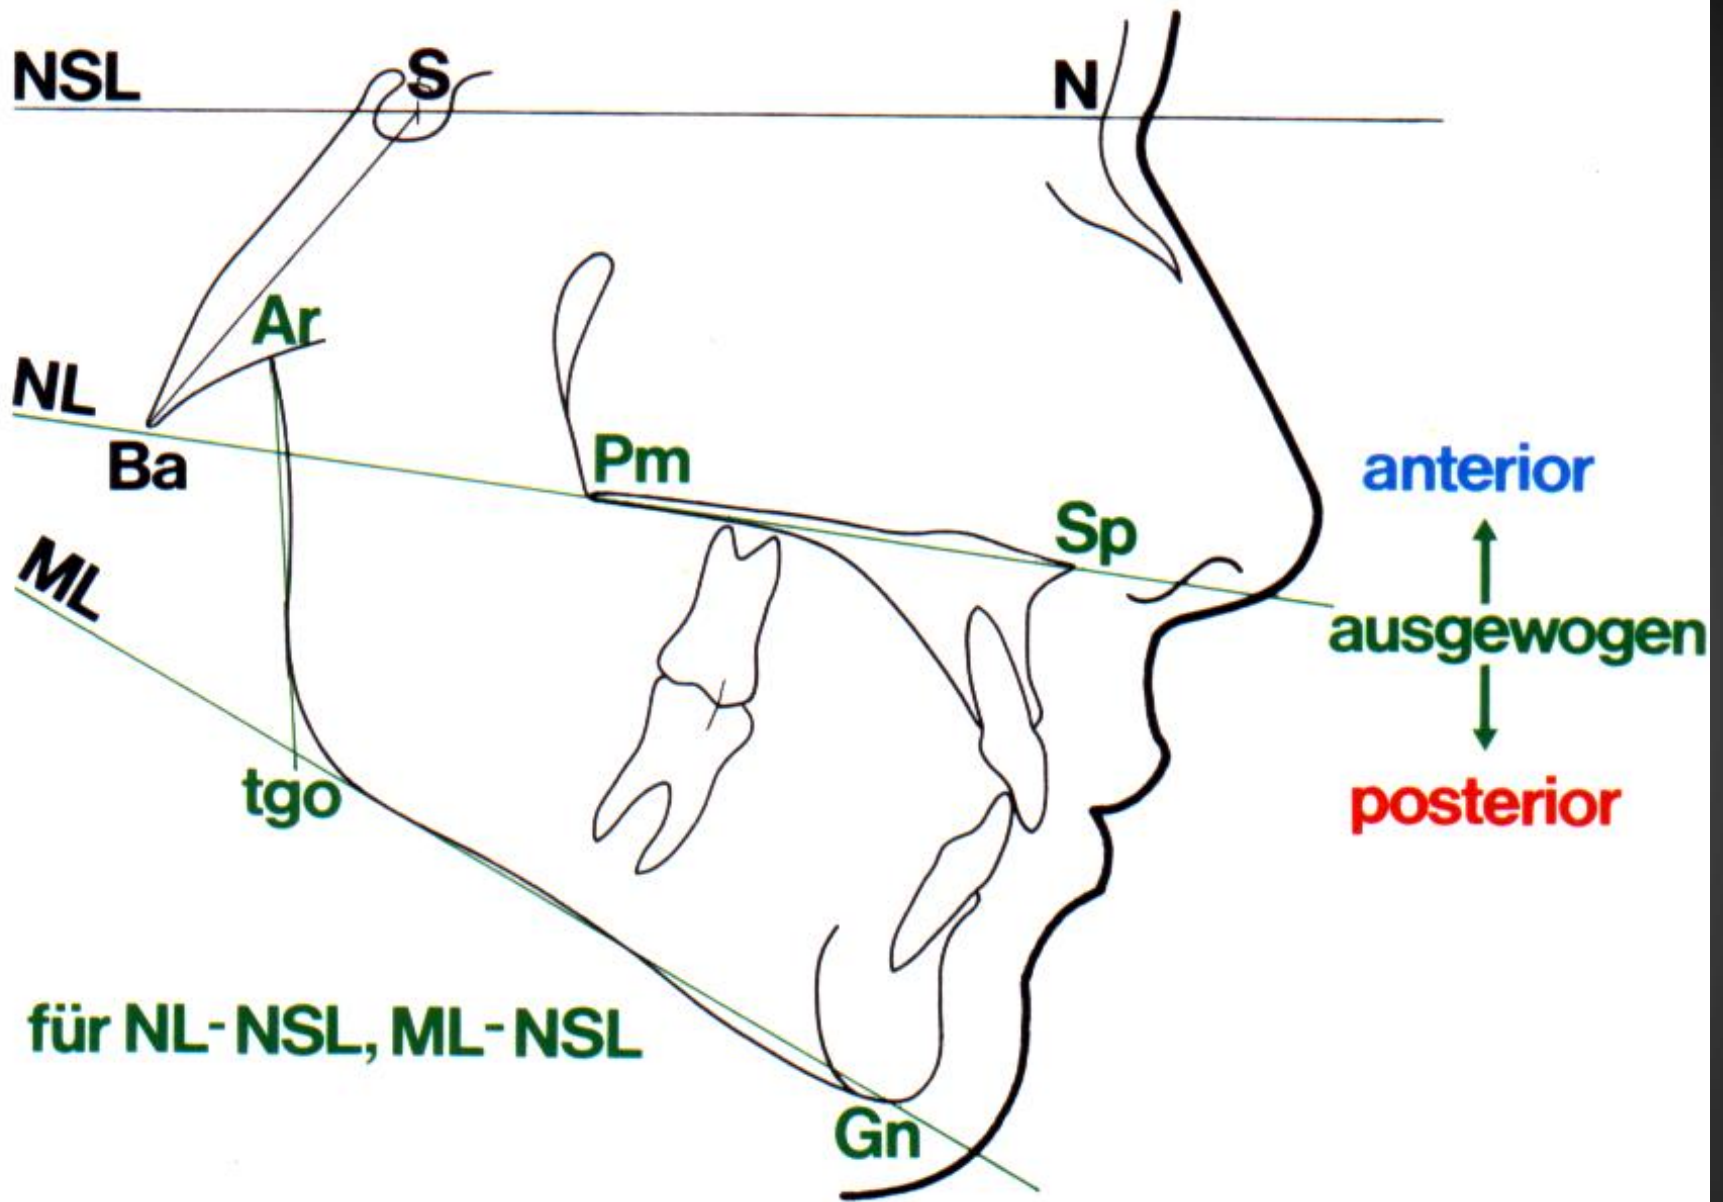 NSL
S
N
Ar
NL
Ba
Pm
Sp
anterior
ML
ausgewogen
tgo
posterior
für NL-NSL, ML-NSL
Gn